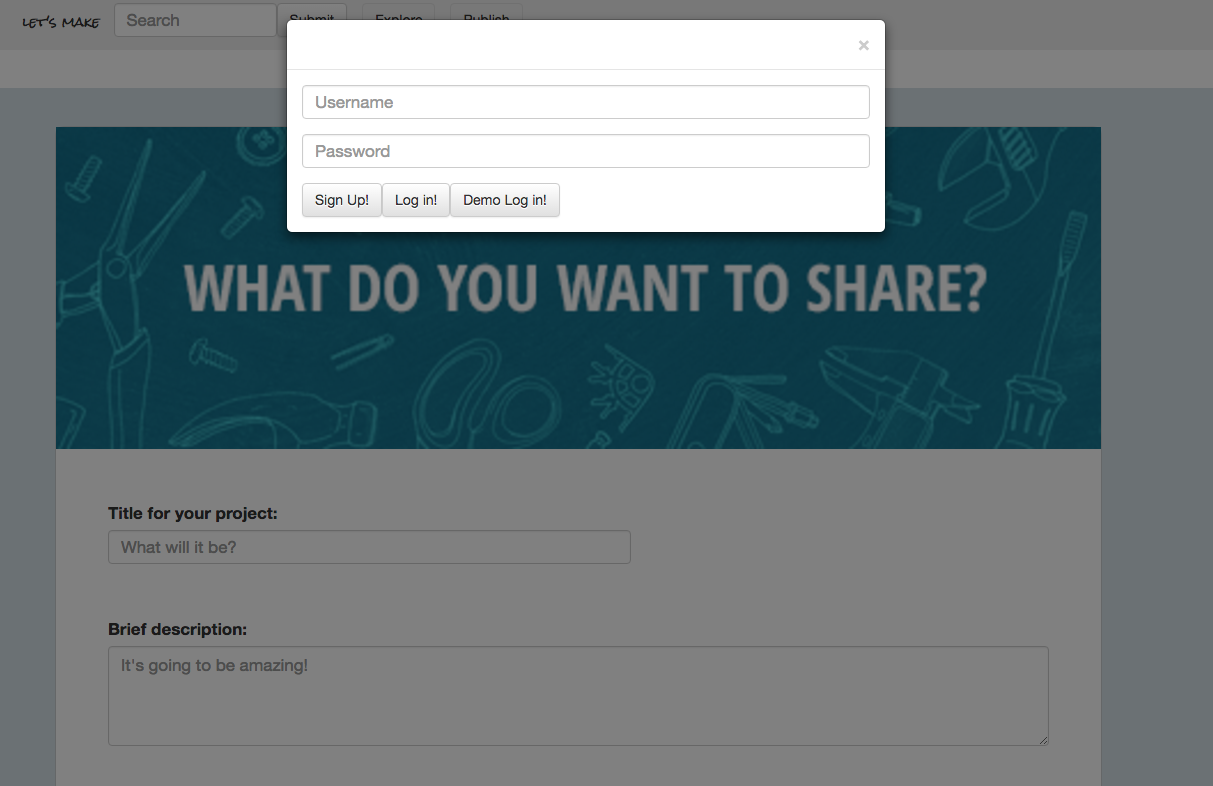 LET'S MAKE
Search
Submit
Explore
Publish
×
Username
Password
Sign Up!
Log in!
Demo Log in!
WHAT DO YOU WANT TO SHARE?
Title for your project:
What will it be?
Brief description:
It's going to be amazing!